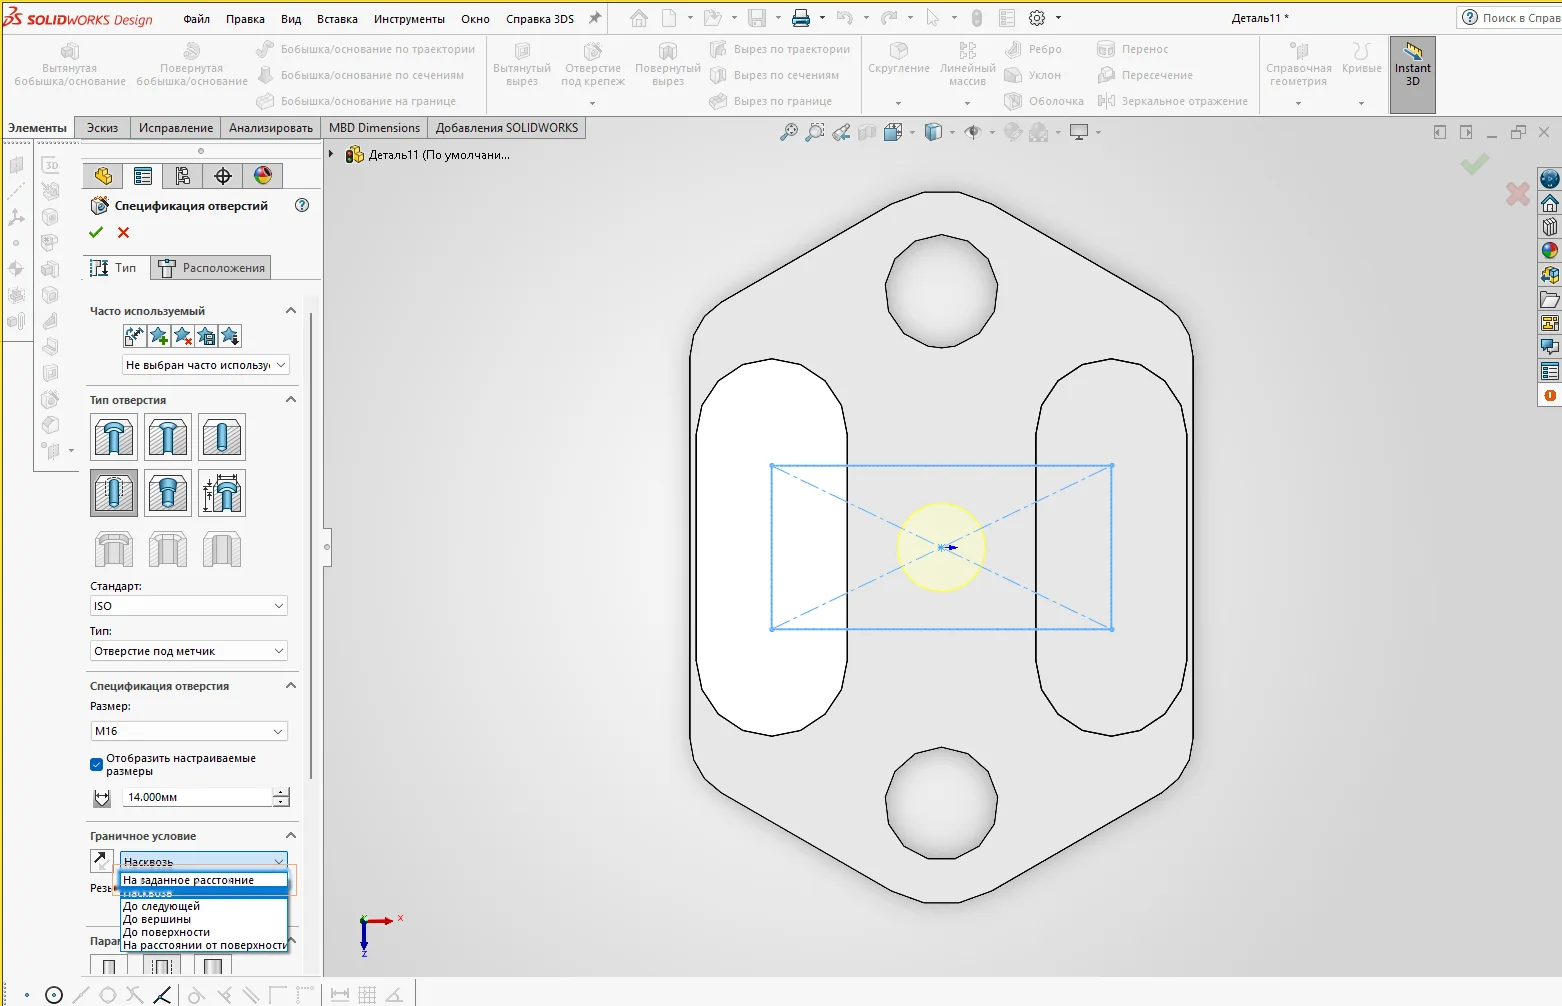 SOLIDWORKS Design
Файл
Правка
Вид
Вставка
Инструменты
Окно
Справка 3DS
Деталь11 *
Поиск в Справ
Вытянутая
бобышка/основание
Повернутая
бобышка/основание
Бобышка/основание по траектории
Бобышка/основание по сечениям
Бобышка/основание на границе
Вытянутый
вырез
Отверстие
под крепеж
Повернутый
вырез
Вырез по траектории
Вырез по сечениям
Вырез по границе
Скругление
Линейный
массив
Ребро
Уклон
Оболочка
Перенос
Пересечение
Зеркальное отражение
Справочная
геометрия
Кривые
Instant
3D
Элементы
Эскиз
Исправление
Анализировать
MBD Dimensions
Добавления SOLIDWORKS
Деталь11 (По умолчани...
3D
Спецификация отверстий
Тип
Расположения
Часто используемый
Не выбран часто использу
Тип отверстия
Стандарт:
ISO
Тип:
Отверстие под метчик
Спецификация отверстия
Размер:
M16
Отобразить настраиваемые
размеры
14.000мм
Граничное условие
Насквозь
На заданное расстояние
Резь
Насквозь
До следующей
До вершины
До поверхности
Парам
На расстоянии от поверхности
X
Y
Z